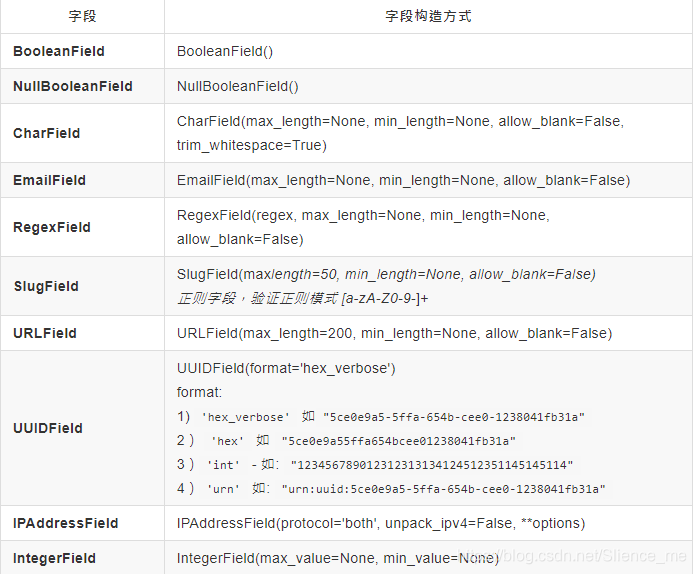 字段 字段构造方式
BooleanField BooleanField()
NullBooleanField NullBooleanField()
CharField CharField(max_length=None, min_length=None, allow_blank=False,
trim_whitespace=True)
EmailField EmailField(max_length=None, min_length=None, allow_blank=False)
RegexField RegexField(regex, max_length=None, min_length=None,
allow_blank=False)
SlugField SlugField(maxlength=50, min_length=None, allow_blank=False)
正则字段，验证正则模式 [a-zA-Z0-9-]+
URLField URLField(max_length=200, min_length=None, allow_blank=False)
UUIDField UUIDField(format='hex_verbose')
format:
1) 'hex_verbose' 如 "5ce0e9a5-5ffa-654b-cee0-1238041fb31a"
2 ) 'hex' 如 "5ce0e9a55ffa654bcee01238041fb31a"
3 ) 'int' - 如: "123456789012312313134124512351145145114"
4 ) 'urn' 如: "urn:uuid:5ce0e9a5-5ffa-654b-cee0-1238041fb31a"
IPAddressField IPAddressField(protocol='both', unpack_ipv4=False, **options)
IntegerField IntegerField(max_value=None, min_value=None)
blog.csdn.net/Slience_me